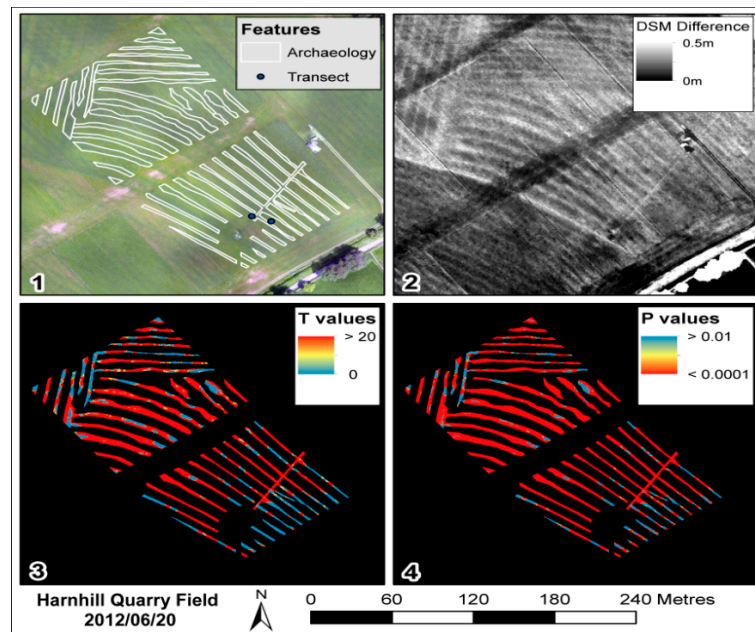 Features
Archaeology
Transect
1
DSM Difference
0.5m
0m
2
T values
> 20
0
3
P values
> 0.01
< 0.0001
4
Harnhill Quarry Field
2012/06/20
N
0 60 120 180 240 Metres